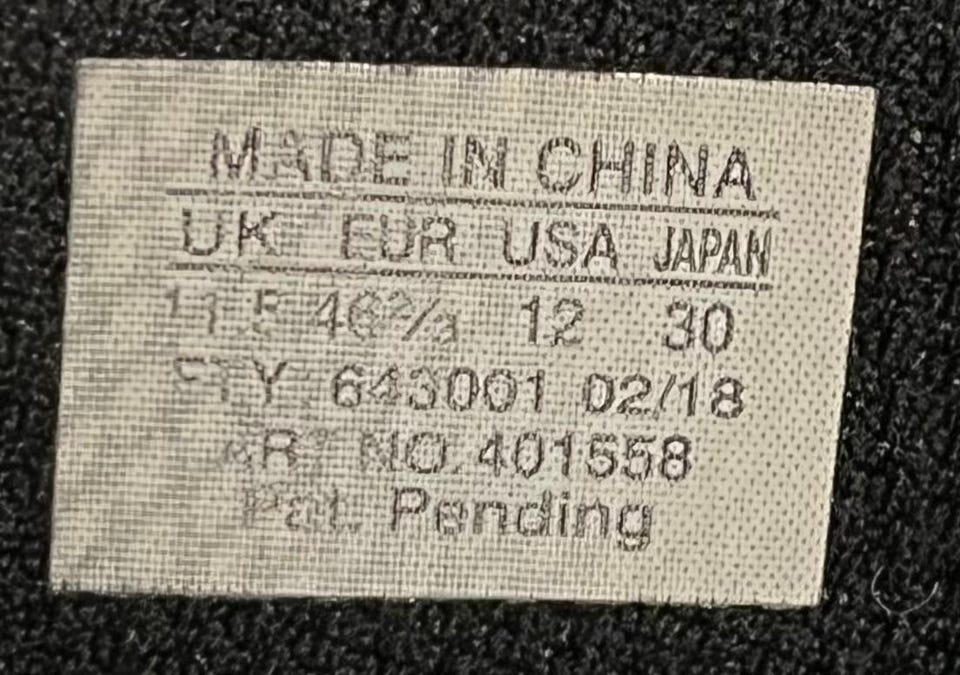 MADE IN CHINA
UK EUR USA JAPAN
11.5 46⅔ 12 30
STY. 643001 02/18
ART NO. 401558
Pat. Pending